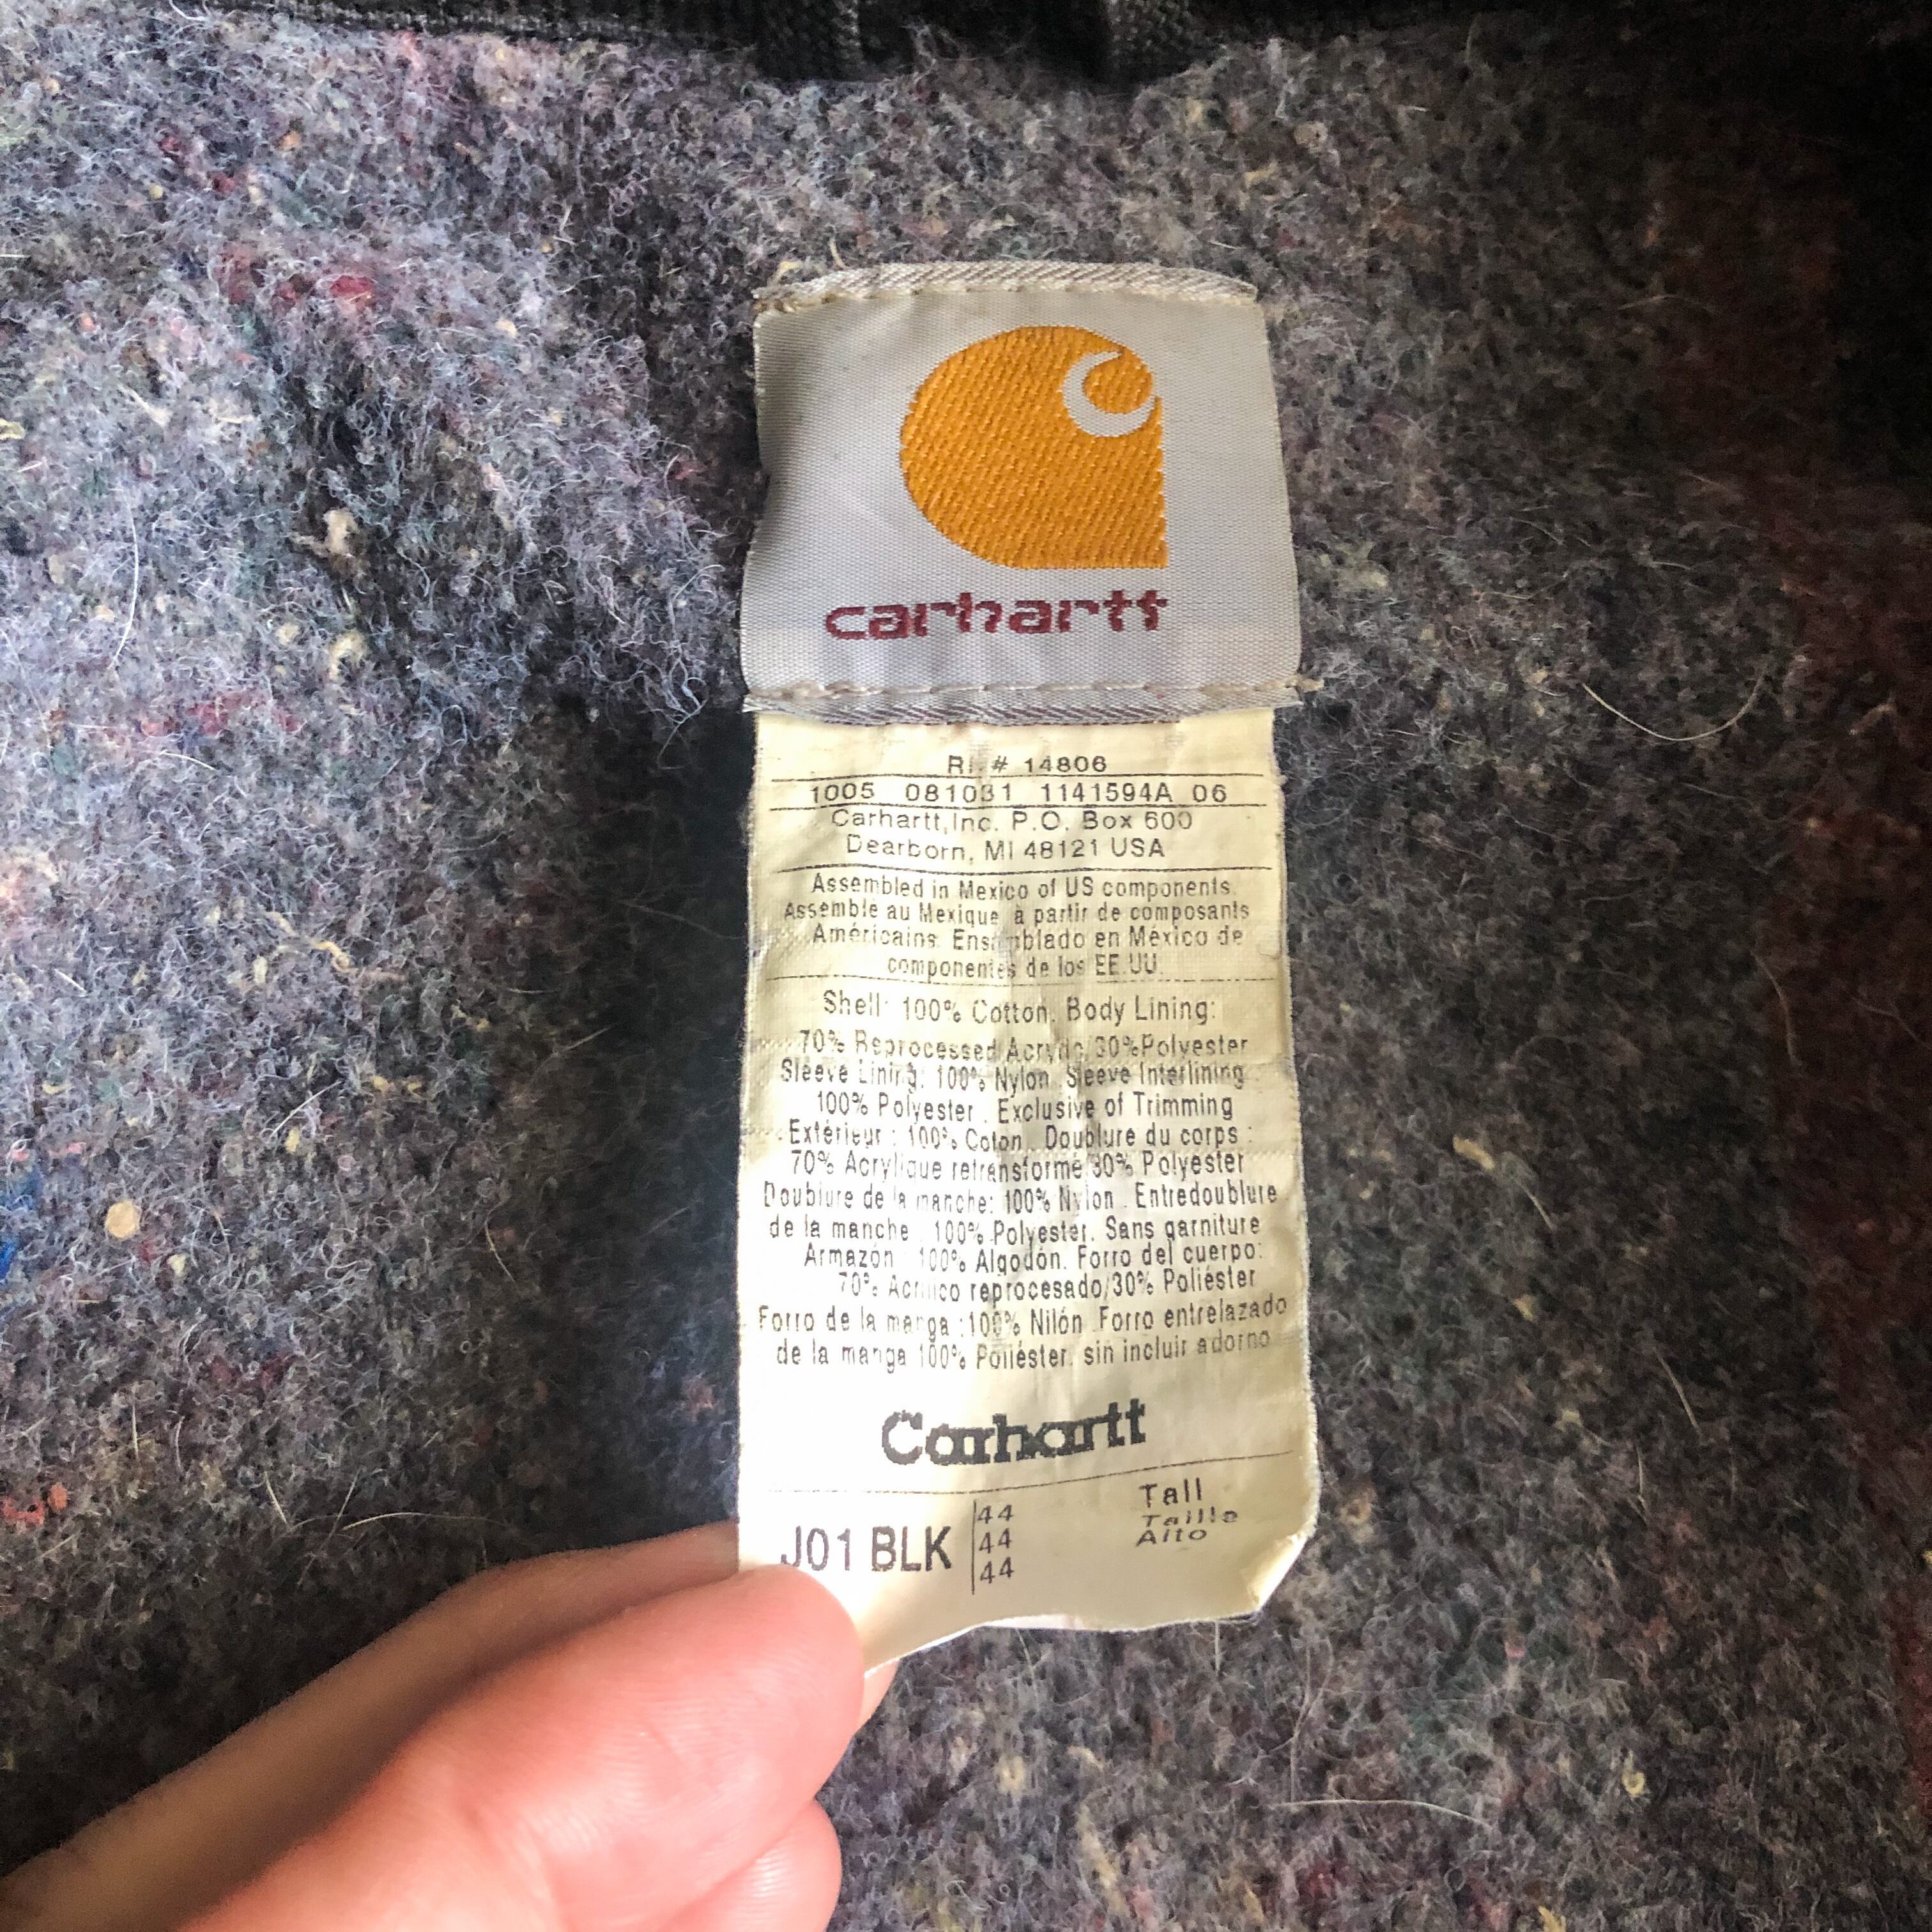 carhartt
RN# 14806
1005 081031 1141594A 06
Carhartt,Inc. P.O. Box 600
Dearborn, MI 48121 USA
Assembled in Mexico of US components.
Assemblé au Mexique à partir de composants
Américains. Ensamblado en México de
componentes de los EE.UU.
Shell: 100% Cotton. Body Lining:
70% Reprocessed Acrylic/30%Polyester
Sleeve Lining: 100% Nylon. Sleeve Interlining:
100% Polyester. Exclusive of Trimming
Extérieur : 100% Coton. Doublure du corps :
70% Acrylique retransformé/30% Polyester
Doublure de la manche: 100% Nylon. Entredoublure
de la manche : 100% Polyester. Sans garniture
Armazón : 100% Algodón. Forro del cuerpo:
70% Acrílico reprocesado/30% Poliéster
Forro de la manga :100% Nilón. Forro entrelazado
de la manga 100% Poliéster. sin incluir adorno
Carhartt
J01 BLK 44 Tall
44 Taille
44 Alto